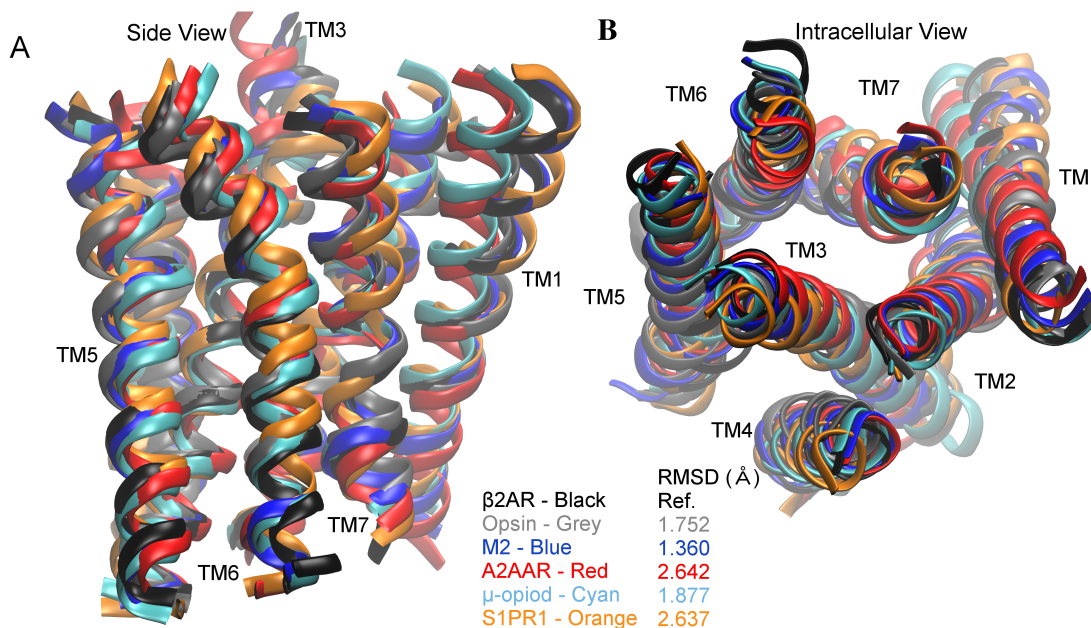 A
Side View
TM3
TM5
TM1
TM6
TM7
B
Intracellular View
TM6
TM7
TM
TM3
TM5
TM2
TM4
RMSD (Å)
β2AR - Black Ref.
Opsin - Grey 1.752
M2 - Blue 1.360
A2AAR - Red 2.642
μ-opiod - Cyan 1.877
S1PR1 - Orange 2.637